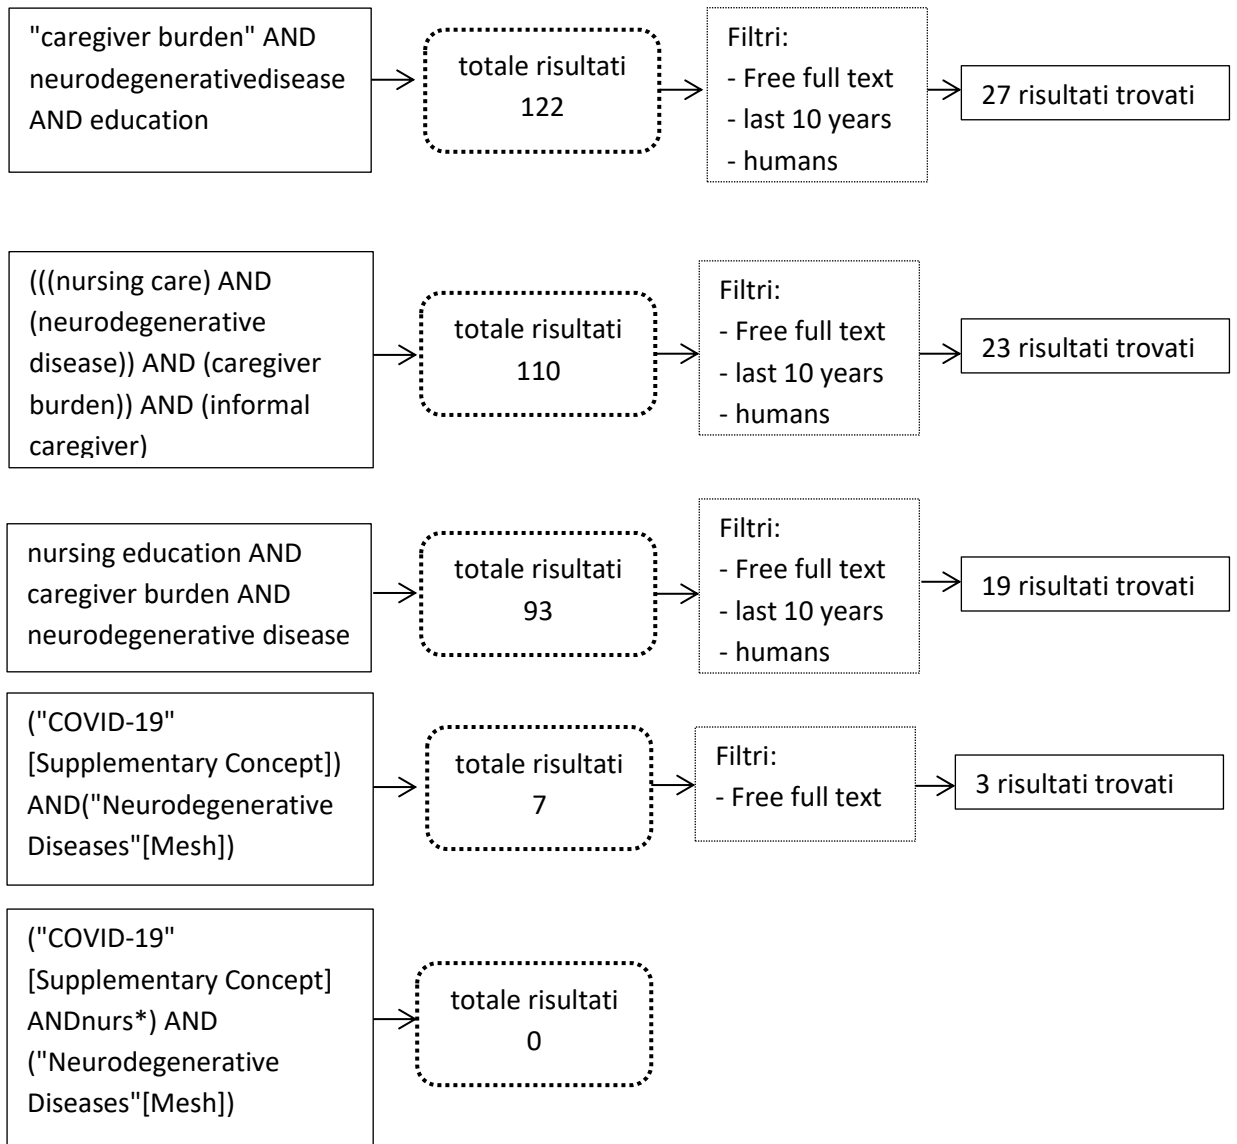 "caregiver burden" AND
neurodegenerativedisease
AND education
totale risultati
122
Filtri:
- Free full text
- last 10 years
- humans
27 risultati trovati
(((nursing care) AND
(neurodegenerative
disease)) AND (caregiver
burden)) AND (informal
caregiver)
totale risultati
110
Filtri:
- Free full text
- last 10 years
- humans
23 risultati trovati
nursing education AND
caregiver burden AND
neurodegenerative disease
totale risultati
93
Filtri:
- Free full text
- last 10 years
- humans
19 risultati trovati
("COVID-19"
[Supplementary Concept])
AND("Neurodegenerative
Diseases"[Mesh])
totale risultati
7
Filtri:
- Free full text
3 risultati trovati
("COVID-19"
[Supplementary Concept]
ANDnurs*) AND
("Neurodegenerative
Diseases"[Mesh])
totale risultati
0